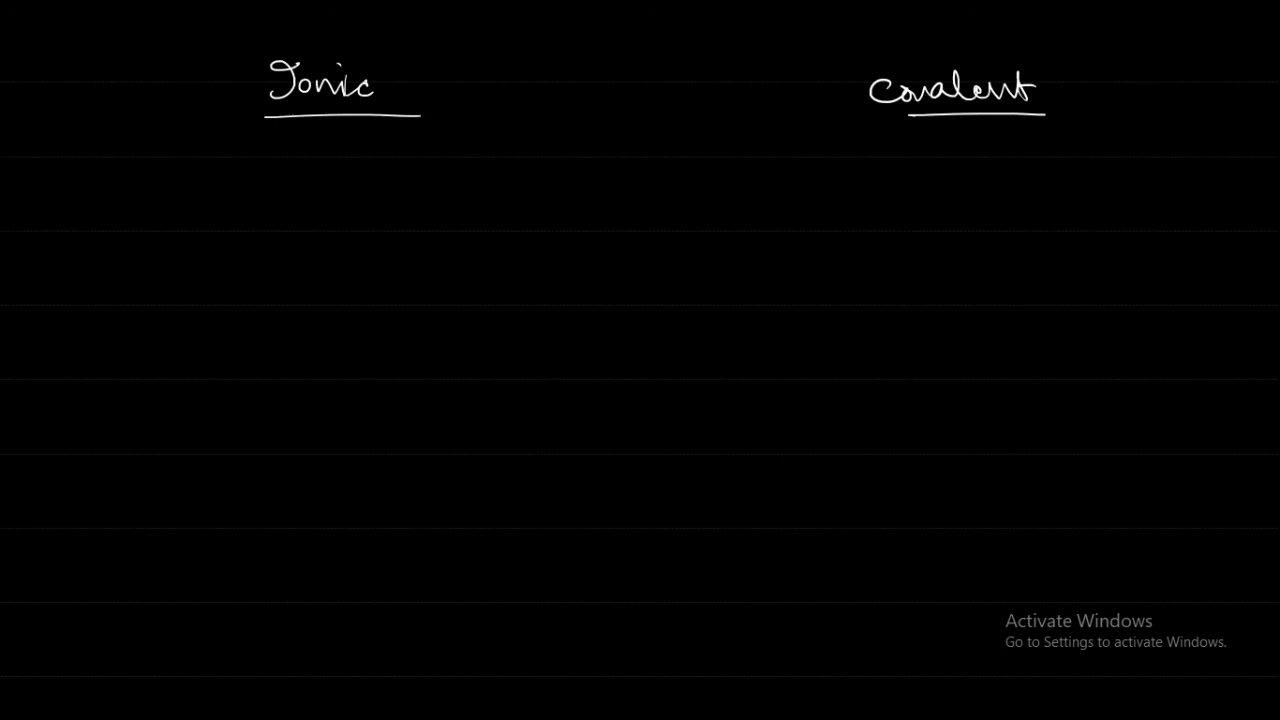 Ionic
Covalent
Activate Windows
Go to Settings to activate Windows.